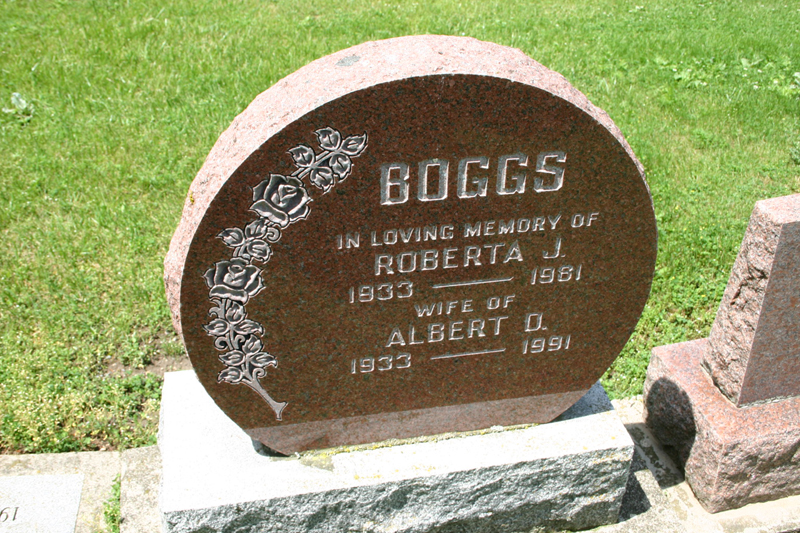 BOGGS
IN LOVING MEMORY OF
ROBERTA J.
1933 1981
WIFE OF
ALBERT D.
1933 1991